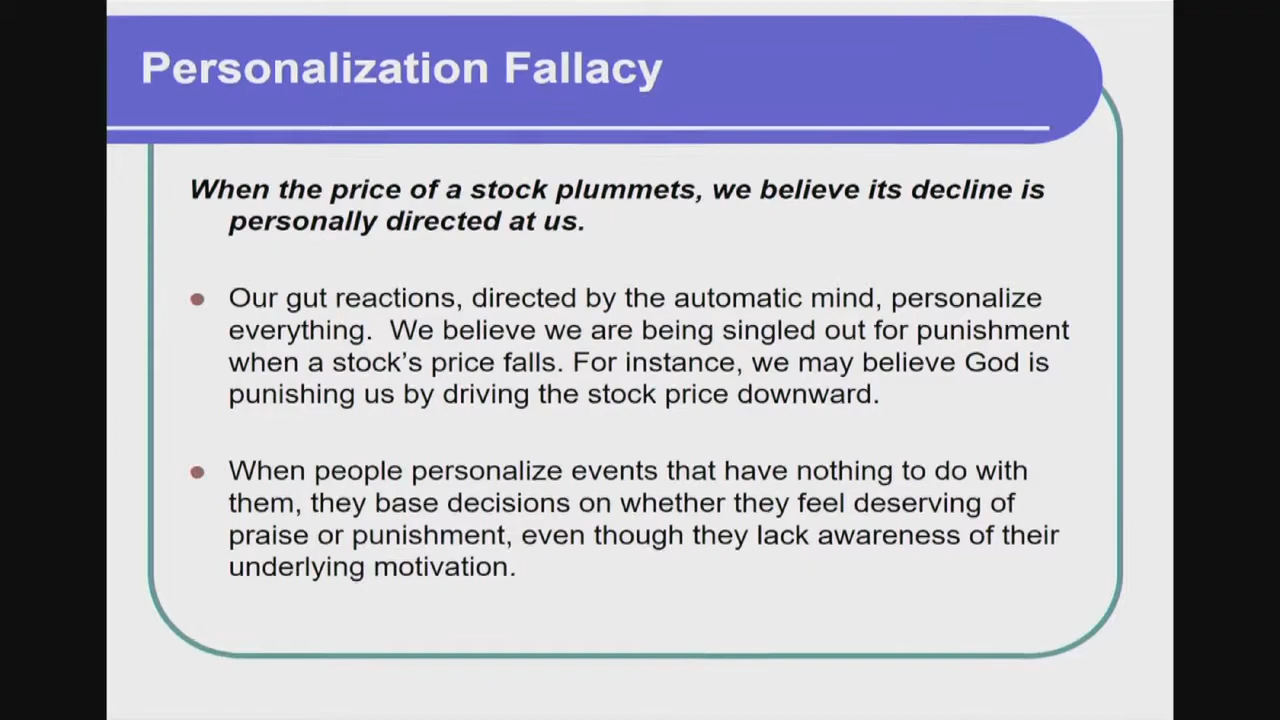 Personalization Fallacy
When the price of a stock plummets, we believe its decline is
personally directed at us.
Our gut reactions, directed by the automatic mind, personalize
everything.  We believe we are being singled out for punishment
when a stock’s price falls. For instance, we may believe God is
punishing us by driving the stock price downward.
When people personalize events that have nothing to do with
them, they base decisions on whether they feel deserving of
praise or punishment, even though they lack awareness of their
underlying motivation.